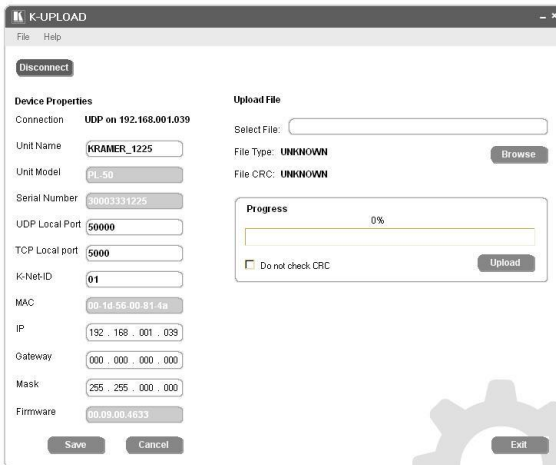 K-UPLOAD
File Help
Disconnect
Device Properties
Connection UDP on 192.168.001.039
Unit Name KRAMER_1225
Unit Model PL-50
Serial Number 30003331225
UDP Local Port 50000
TCP Local port 5000
K-Net-ID 01
MAC 00-1d-56-00-81-4a
IP 192 . 168 . 001 . 039
Gateway 000 . 000 . 000 . 000
Mask 255 . 255 . 000 . 000
Firmware 00.09.00.4633
Save Cancel
Upload File
Select File:
File Type: UNKNOWN
Browse
File CRC: UNKNOWN
Progress
0%
Do not check CRC
Upload
Exit